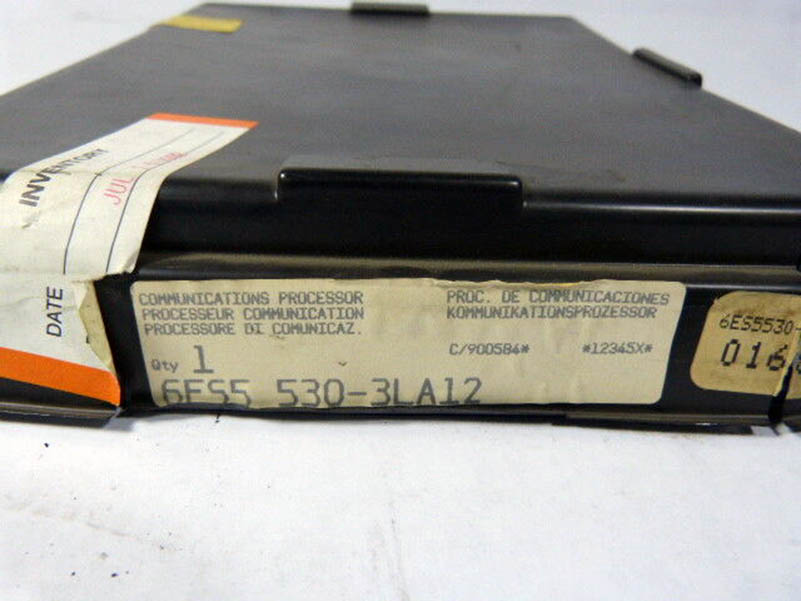 INVENTORY
JUL
DATE
COMMUNICATIONS PROCESSOR
PROCESSEUR COMMUNICATION
PROCESSORE DI COMUNICAZ.
PROC. DE COMMUNICACIONES
KOMMUNIKATIONSPROZESSOR
Qty 1
C/900584* *12345X*
6ES5 530-3LA12
6ES5530-
016